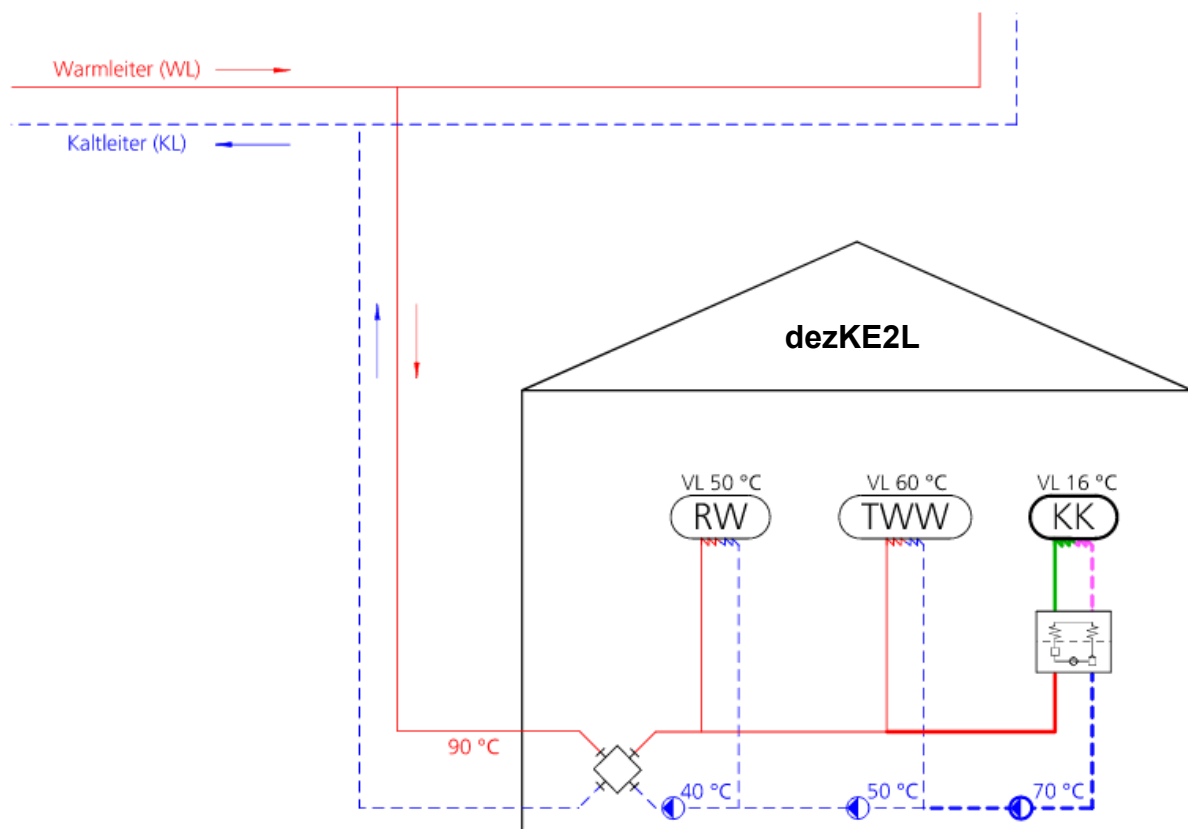 Warmleiter (WL)
Kaltleiter (KL)
dezKE2L
VL 50 °C
VL 60 °C
VL 16 °C
RW
TWW
KK
90 °C
40 °C
50 °C
70 °C